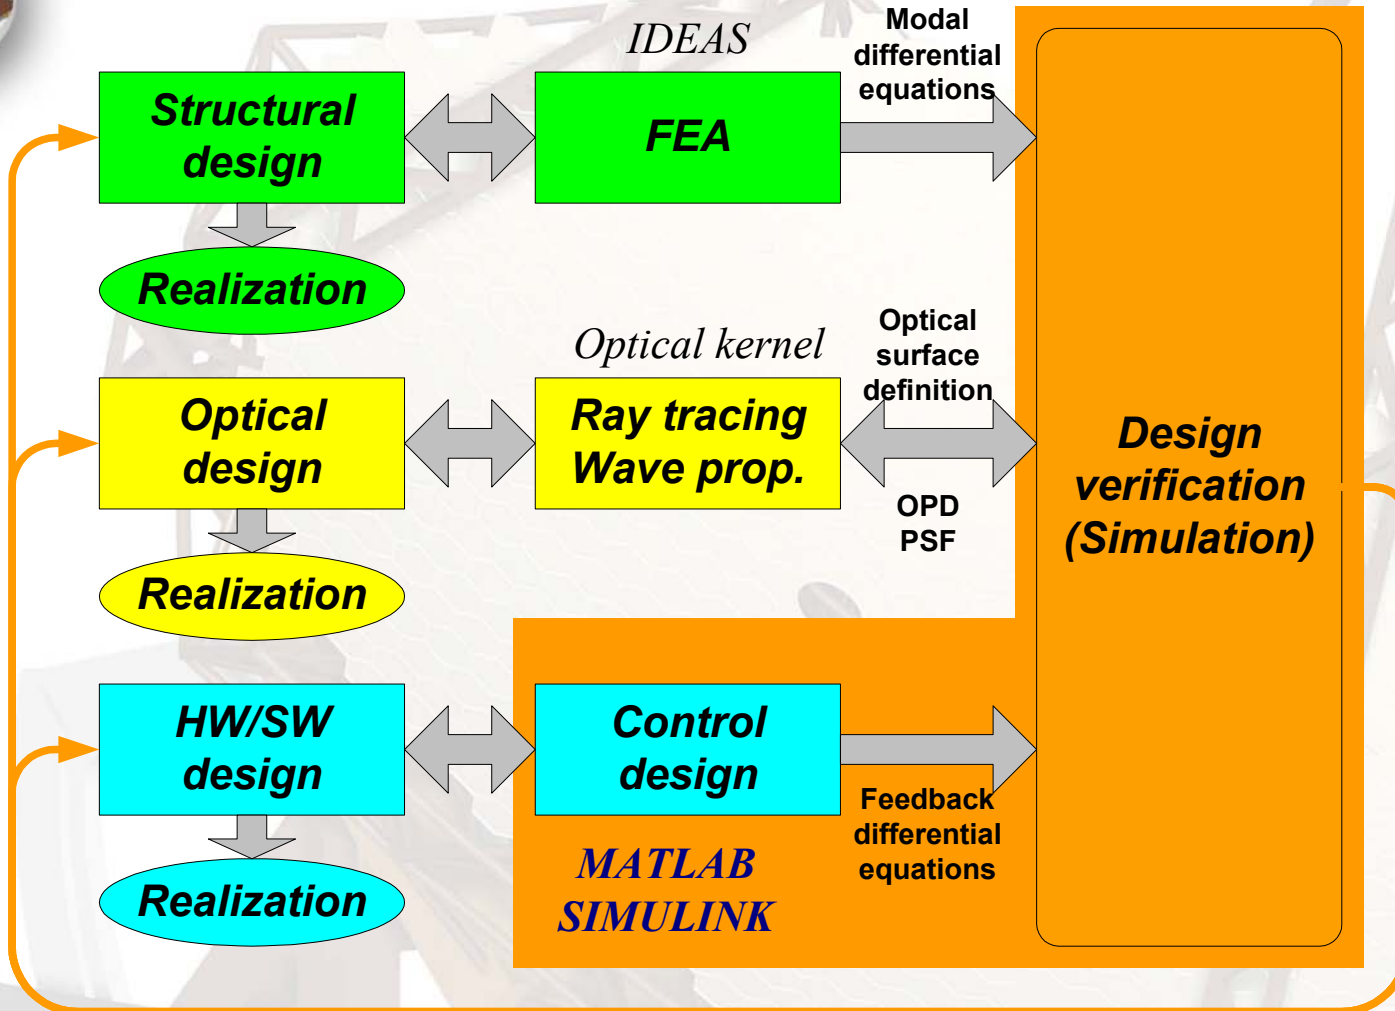 IDEAS
Modal
differential
equations
Structural
design
FEA
Realization
Optical kernel
Optical
surface
definition
Optical
design
Ray tracing
Wave prop.
OPD
PSF
Design
verification
(Simulation)
Realization
HW/SW
design
Control
design
Feedback
differential
equations
MATLAB
SIMULINK
Realization